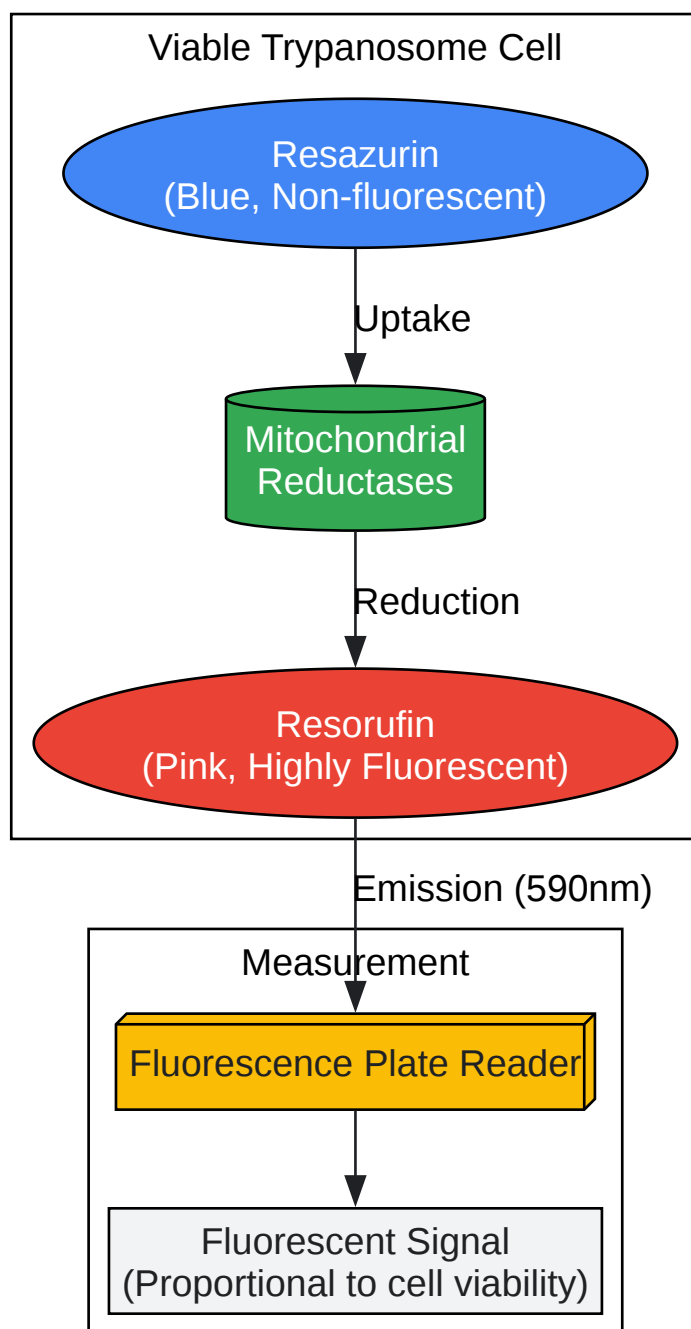 Viable Trypanosome Cell
Resazurin
(Blue, Non-fluorescent)
Uptake
Mitochondrial
Reductases
Reduction
Resorufin
(Pink, Highly Fluorescent)
Emission (590nm)
Measurement
Fluorescence Plate Reader
Fluorescent Signal
(Proportional to cell viability)